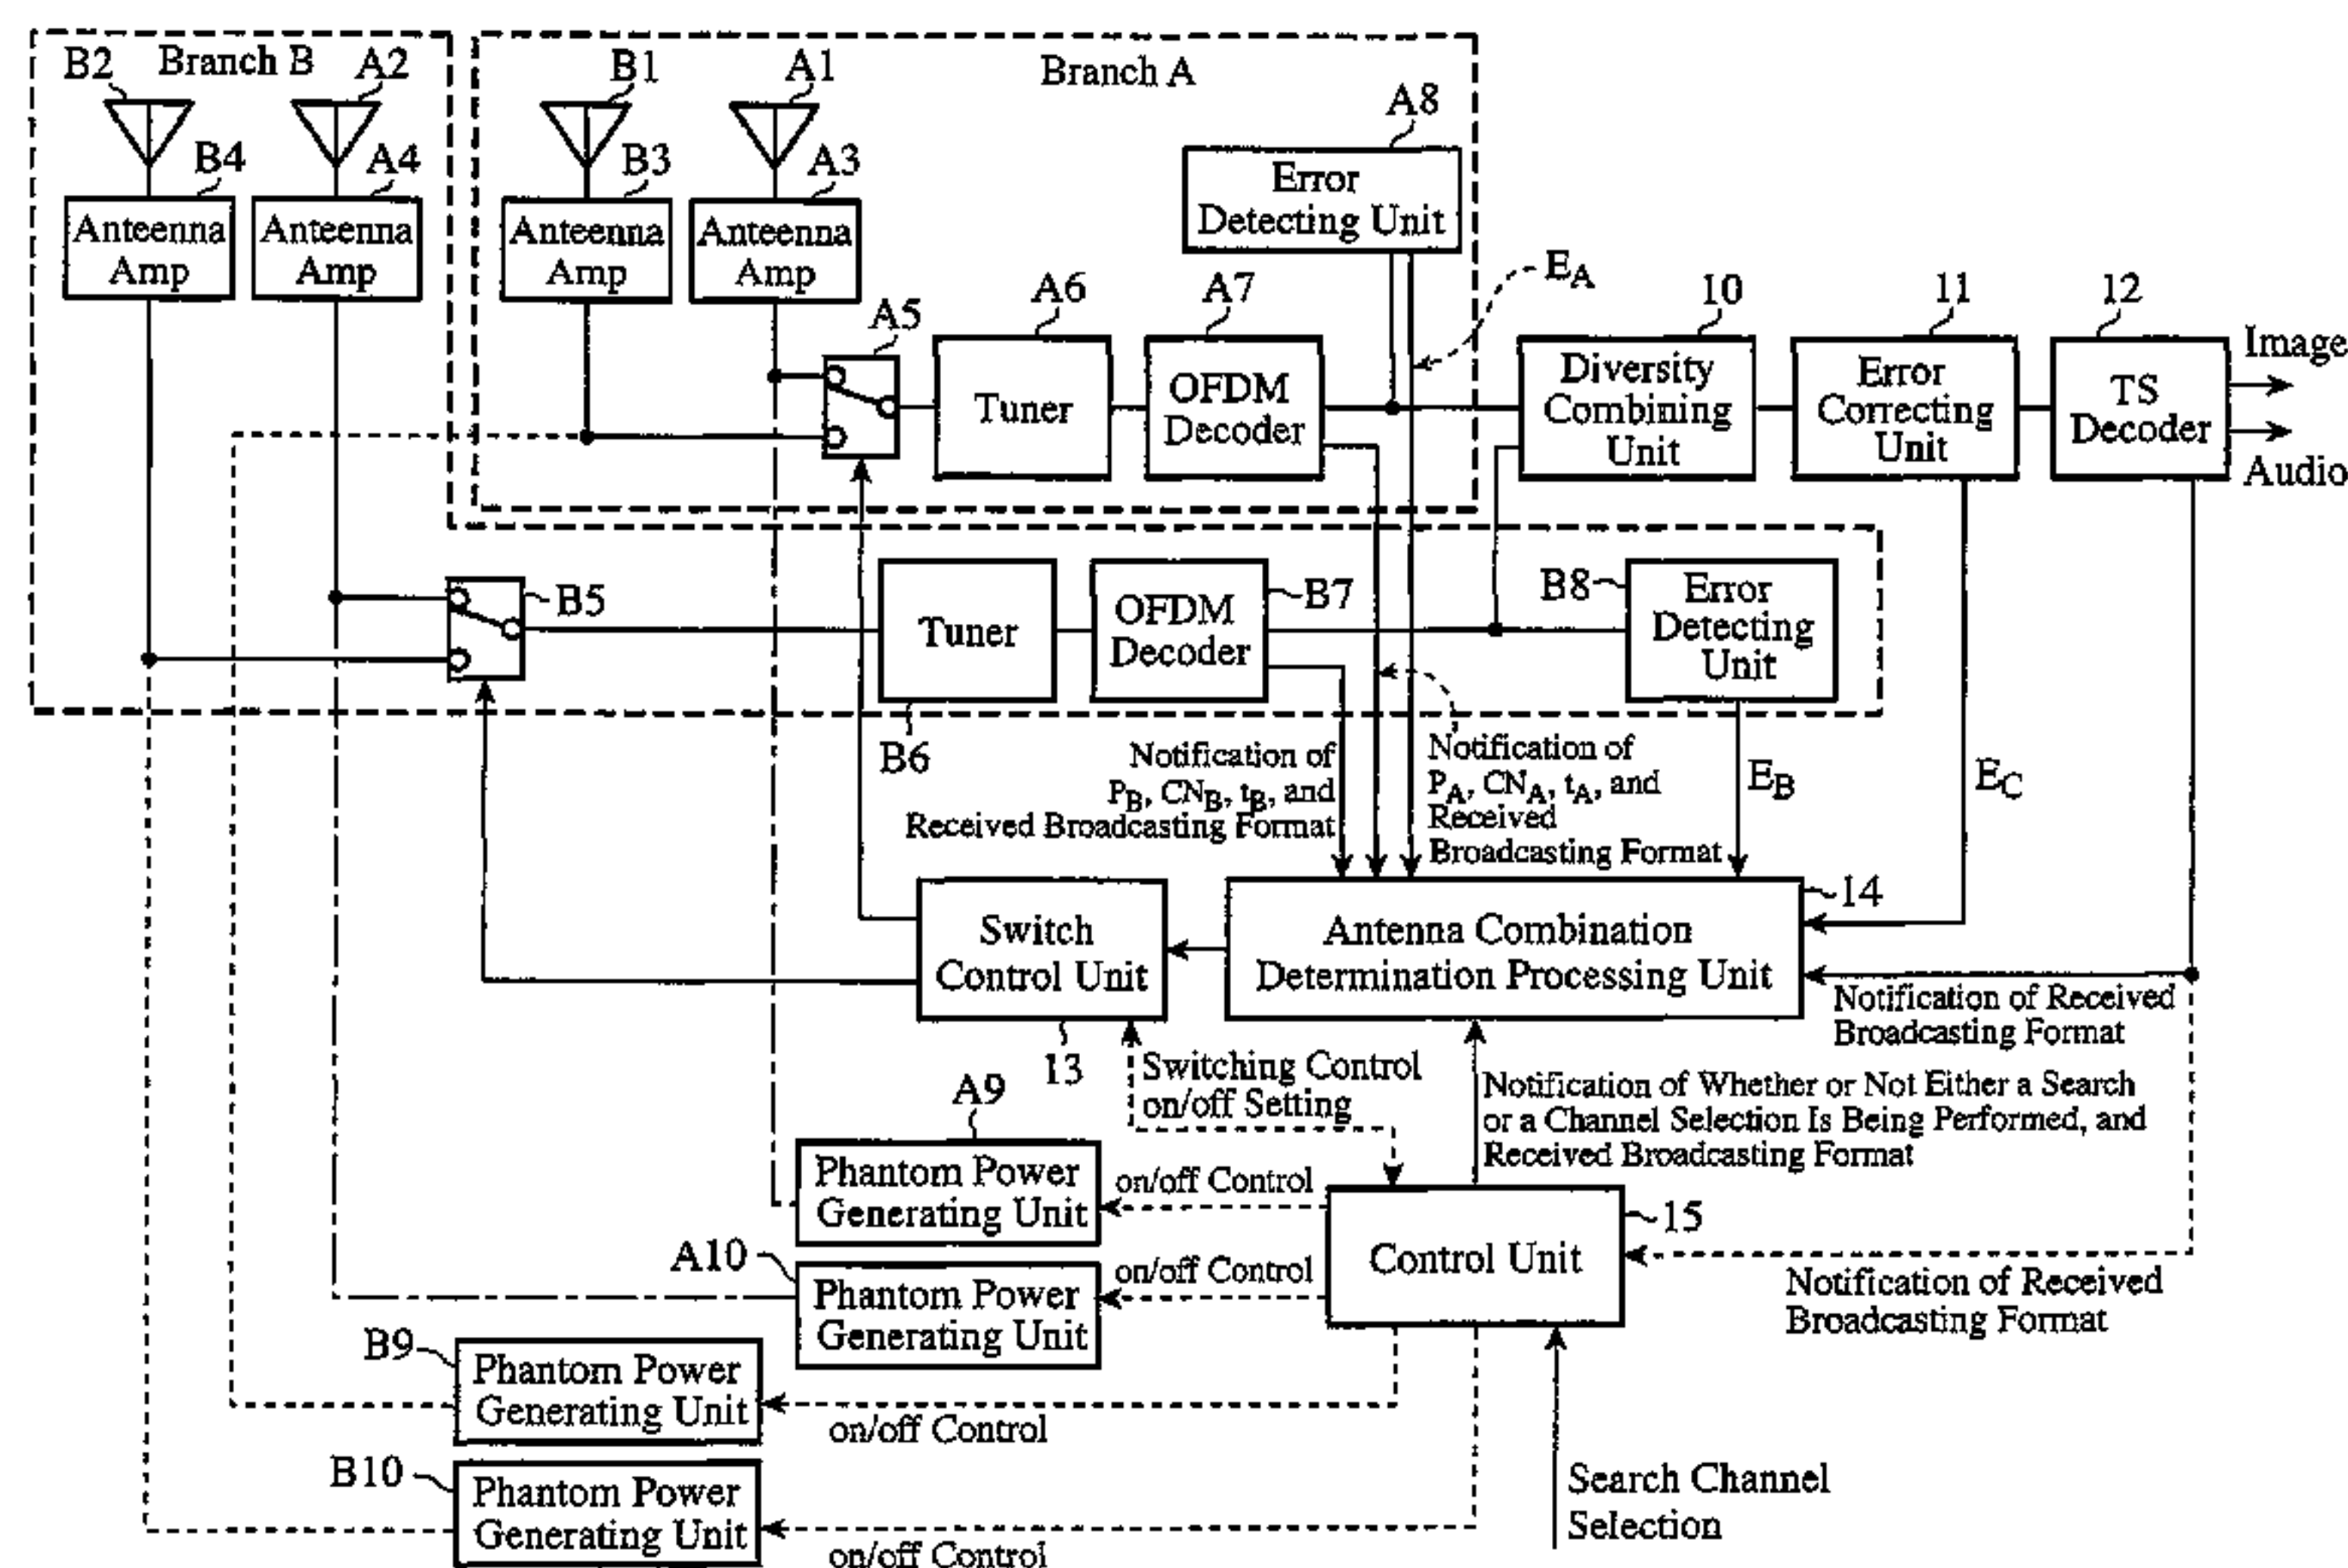 Branch B
Branch A
B2
A2
B1
A1
A8
B4
A4
B3
A3
Error
Detecting Unit
Anteenna
Amp
Anteenna
Amp
Anteenna
Amp
Anteenna
Amp
EA
A5
A6
A7
10
11
12
Tuner
OFDM
Decoder
Diversity
Combining
Unit
Error
Correcting
Unit
TS
Decoder
Image
Audio
B5
Tuner
B6
OFDM
Decoder
B7
B8
Error
Detecting
Unit
Notification of
PB, CNB, tB, and
Received Broadcasting Format
Notification of
PA, CNA, tA, and
Received
Broadcasting Format
EB
EC
Switch
Control Unit
13
Antenna Combination
Determination Processing Unit
14
Notification of Received
Broadcasting Format
Switching Control
on/off Setting
Notification of Whether or Not Either a Search
or a Channel Selection Is Being Performed, and
Received Broadcasting Format
A9
Phantom Power
Generating Unit
on/off Control
A10
Phantom Power
Generating Unit
on/off Control
Control Unit
15
Notification of Received
Broadcasting Format
B9
Phantom Power
Generating Unit
on/off Control
B10
Phantom Power
Generating Unit
on/off Control
Search Channel
Selection